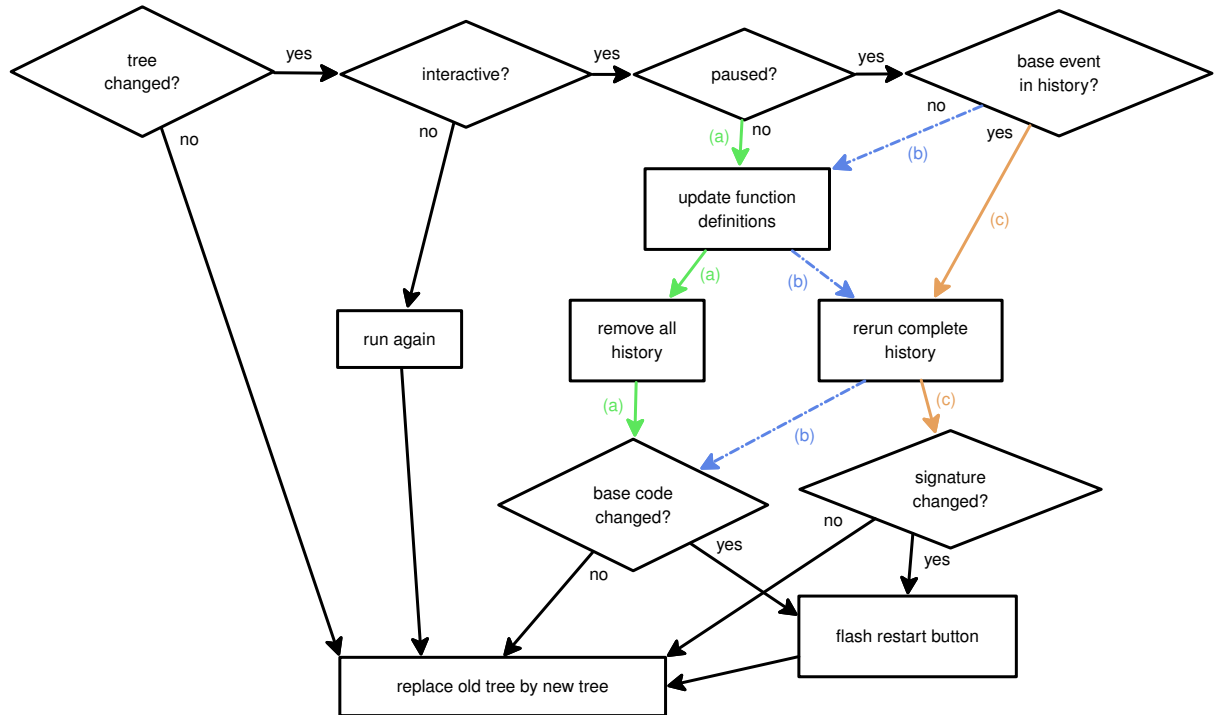 tree
changed?
yes
interactive?
yes
paused?
yes
base event
in history?
no
no
(a)
no
no
yes
(b)
update function
definitions
(c)
(a)
(b)
run again
remove all
history
rerun complete
history
(a)
(b)
(c)
base code
changed?
signature
changed?
no
yes
no
yes
flash restart button
replace old tree by new tree